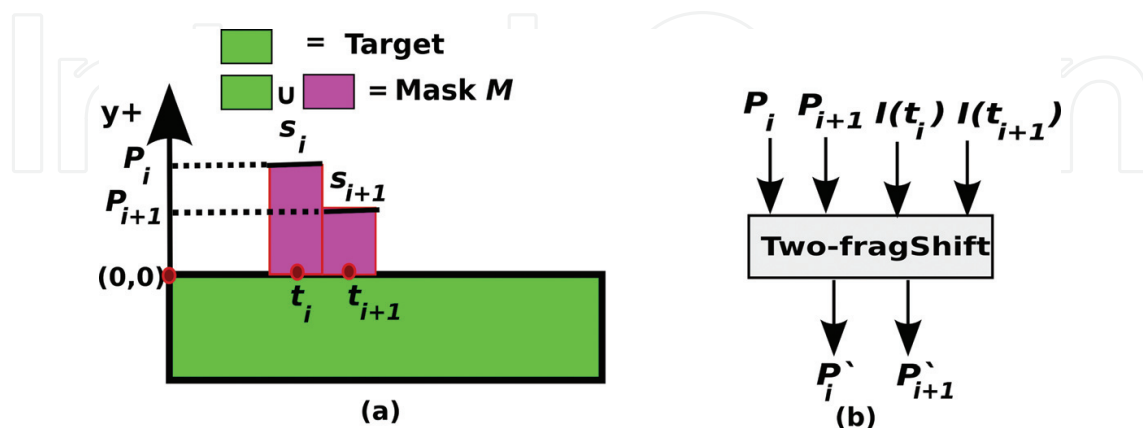 = Target
∪ = Mask M
y+
s_i
P_i
s_{i+1}
P_{i+1}
(0,0)
t_i t_{i+1}
(a)
P_i P_{i+1} I(t_i) I(t_{i+1})
Two-fragShift
P_i` P_{i+1}`
(b)